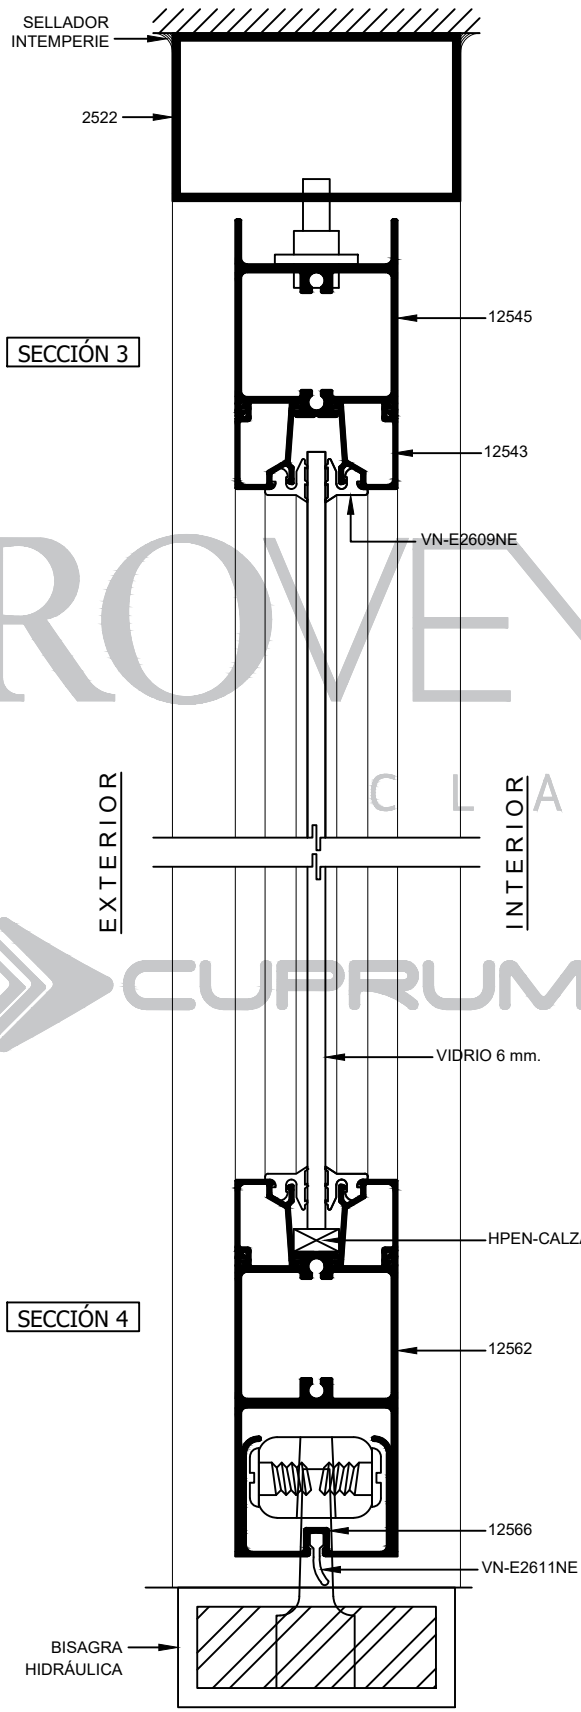 SELLADOR
INTEMPERIE
2522
12545
SECCIÓN 3
12543
VN-E2609NE
ROVEN
EXTERIOR
INTERIOR
C L A
CUPRUM
VIDRIO 6 mm.
HPEN-CALZA
SECCIÓN 4
12562
12566
VN-E2611NE
BISAGRA
HIDRÁULICA